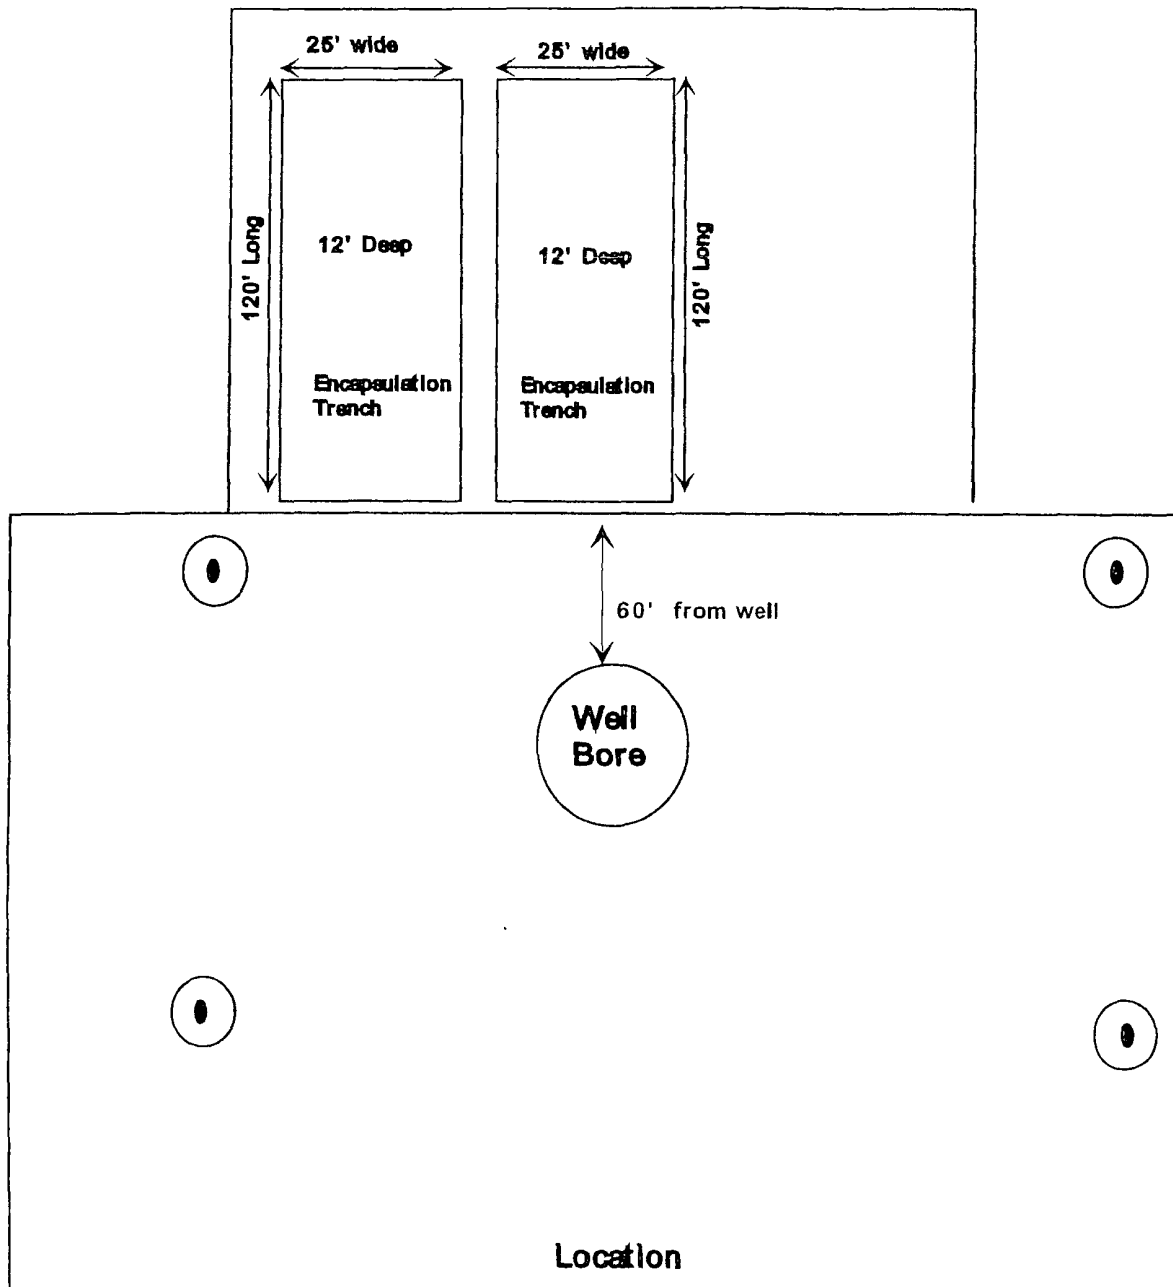 25' wide
25' wide
120' Long
12' Deep
12' Deep
120' Long
Encapsulation
Trench
Encapsulation
Trench
60' from well
Well
Bore
Location